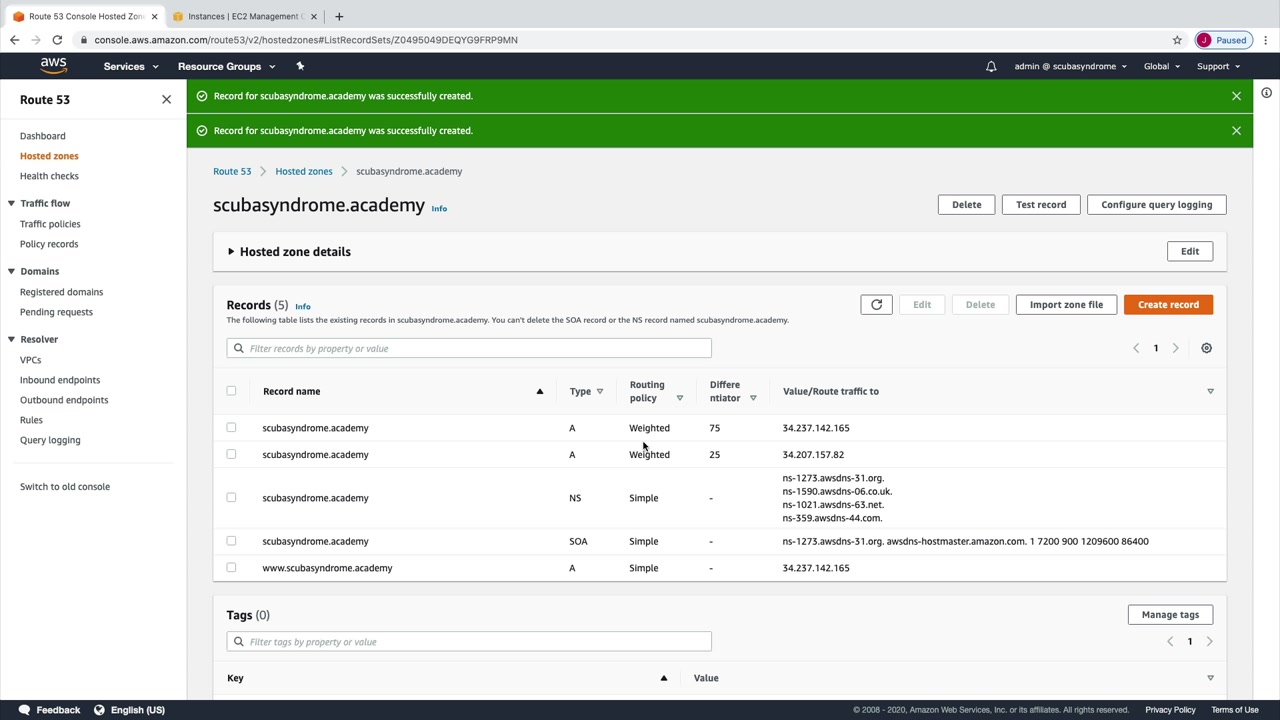 Route 53 Console Hosted Zon
Instances | EC2 Management C
console.aws.amazon.com/route53/v2/hostedzones#ListRecordSets/Z0495049DEQYG9FRP9MN
J Paused
aws
Services
Resource Groups
admin @ scubasyndrome
Global
Support
Route 53
Dashboard
Hosted zones
Health checks
Traffic flow
Traffic policies
Policy records
Domains
Registered domains
Pending requests
Resolver
VPCs
Inbound endpoints
Outbound endpoints
Rules
Query logging
Switch to old console
Record for scubasyndrome.academy was successfully created.
Record for scubasyndrome.academy was successfully created.
Route 53 > Hosted zones > scubasyndrome.academy
scubasyndrome.academy Info
Delete
Test record
Configure query logging
Hosted zone details
Edit
Records (5) Info
Edit
Delete
Import zone file
Create record
The following table lists the existing records in scubasyndrome.academy. You can't delete the SOA record or the NS record named scubasyndrome.academy.
Filter records by property or value
1
Record name
Type
Routing
policy
Differe
ntiator
Value/Route traffic to
scubasyndrome.academy A Weighted 75 34.237.142.165
scubasyndrome.academy A Weighted 25 34.207.157.82
scubasyndrome.academy NS Simple -
ns-1273.awsdns-31.org.
ns-1590.awsdns-06.co.uk.
ns-1021.awsdns-63.net.
ns-359.awsdns-44.com.
scubasyndrome.academy SOA Simple - ns-1273.awsdns-31.org. awsdns-hostmaster.amazon.com. 1 7200 900 1209600 86400
www.scubasyndrome.academy A Simple - 34.237.142.165
Tags (0)
Manage tags
Filter tags by property or value
1
Key
Value
Feedback
English (US)
© 2008 - 2020, Amazon Web Services, Inc. or its affiliates. All rights reserved.
Privacy Policy
Terms of Use